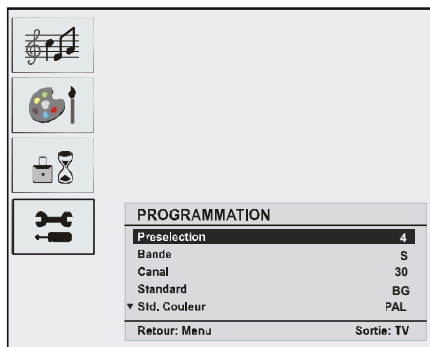 PROGRAMMATION
Preselection 4
Bande S
Canal 30
Standard BG
▼ Std. Couleur PAL
Retour: Menu Sortie: TV